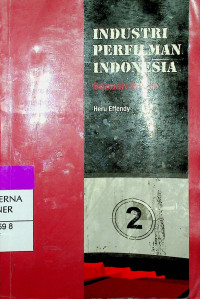 INDUSTRI
PERFILMAN
INDONESIA
Heru Effendy
2
ERNA
NER
59 8